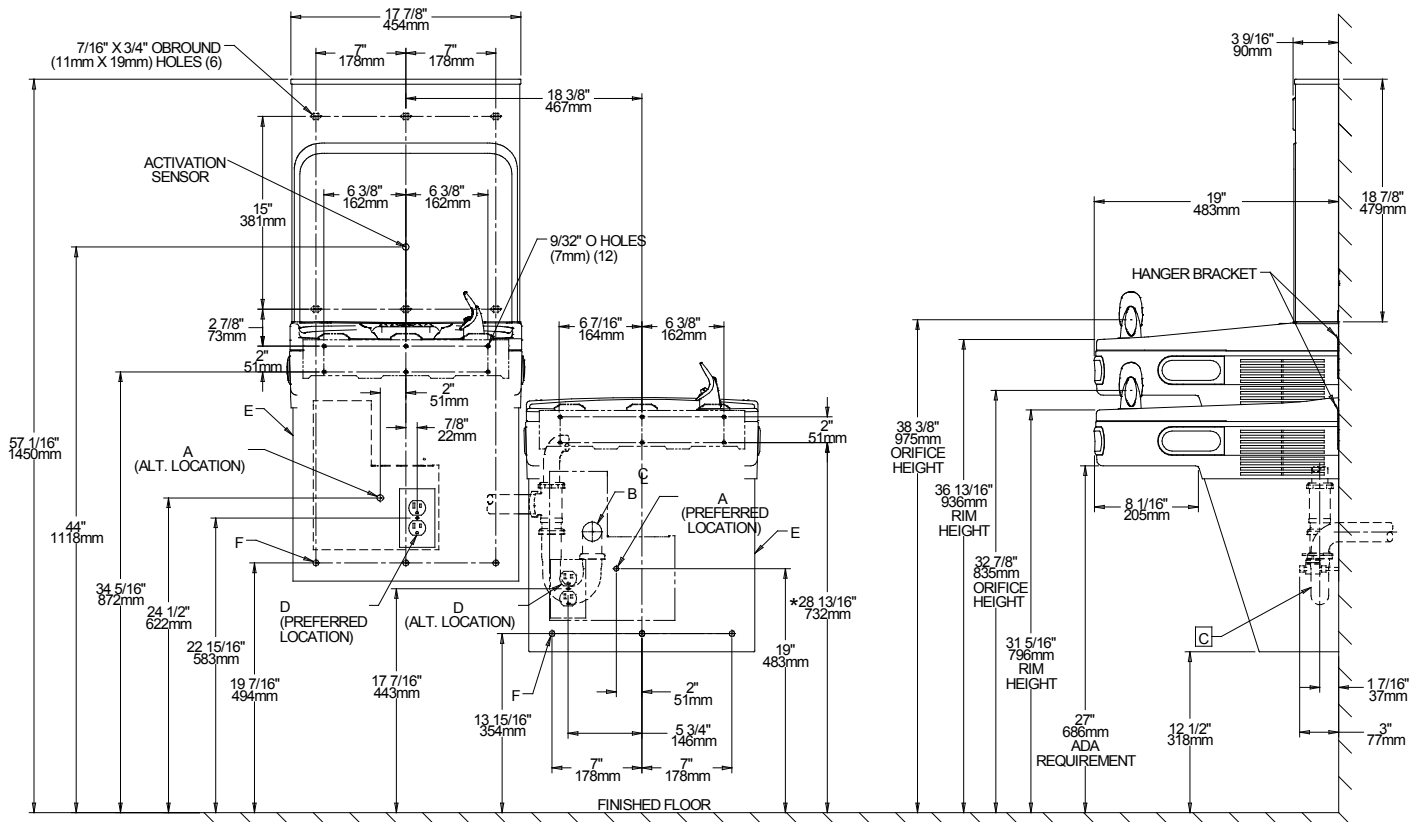 17 7/8"
454mm
7/16" X 3/4" OBROUND
(11mm X 19mm) HOLES (6)
7"
178mm
7"
178mm
18 3/8"
467mm
ACTIVATION
SENSOR
6 3/8"
162mm
6 3/8"
162mm
15"
381mm
9/32" O HOLES
(7mm) (12)
2 7/8"
73mm
2"
51mm
6 7/16"
164mm
6 3/8"
162mm
2"
51mm
E
7/8"
22mm
2"
51mm
57 1/16"
1450mm
A
(ALT. LOCATION)
C
L
B
A
(PREFERRED
LOCATION)
E
44"
1118mm
F
34 5/16"
872mm
24 1/2"
622mm
D
(PREFERRED
LOCATION)
D
(ALT. LOCATION)
*28 13/16"
732mm
22 15/16"
583mm
19"
483mm
19 7/16"
494mm
17 7/16"
443mm
F
2"
51mm
13 15/16"
354mm
5 3/4"
146mm
7"
178mm
7"
178mm
FINISHED FLOOR
3 9/16"
90mm
19"
483mm
18 7/8"
479mm
HANGER BRACKET
38 3/8"
975mm
ORIFICE
HEIGHT
36 13/16"
936mm
RIM
HEIGHT
8 1/16"
205mm
32 7/8"
835mm
ORIFICE
HEIGHT
31 5/16"
796mm
RIM
HEIGHT
C
27"
686mm
ADA
REQUIREMENT
12 1/2"
318mm
1 7/16"
37mm
3"
77mm